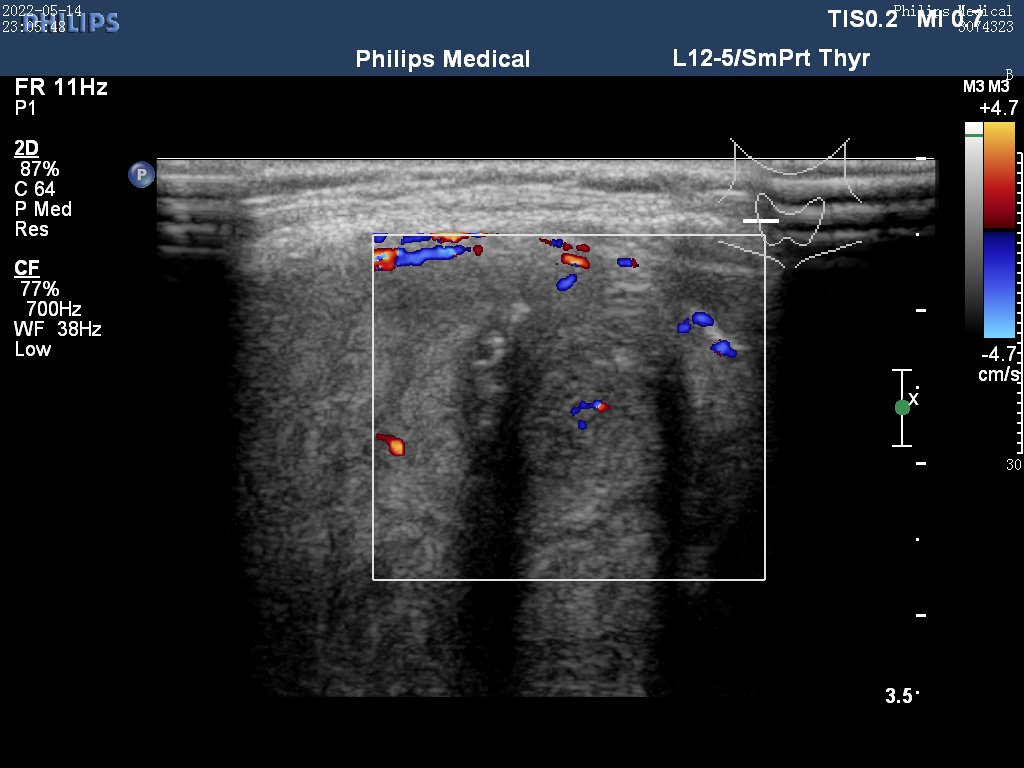 2022-05-14
PHILIPS
23:05:48
TIS0.2 MI 0.7
Philips Medical
3074323
Philips Medical
L12-5/SmPrt Thyr
B
FR 11Hz
P1
M3 M3
+4.7
2D
87%
C 64
P Med
Res
P
CF
77%
700Hz
WF 38Hz
Low
-4.7
cm/s
x
30
3.5